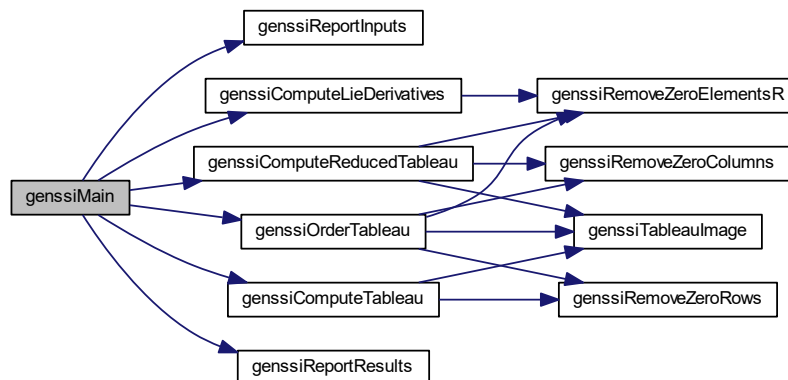 genssiReportInputs
genssiComputeLieDerivatives
genssiRemoveZeroElementsR
genssiComputeReducedTableau
genssiRemoveZeroColumns
genssiMain
genssiOrderTableau
genssiTableauImage
genssiComputeTableau
genssiRemoveZeroRows
genssiReportResults